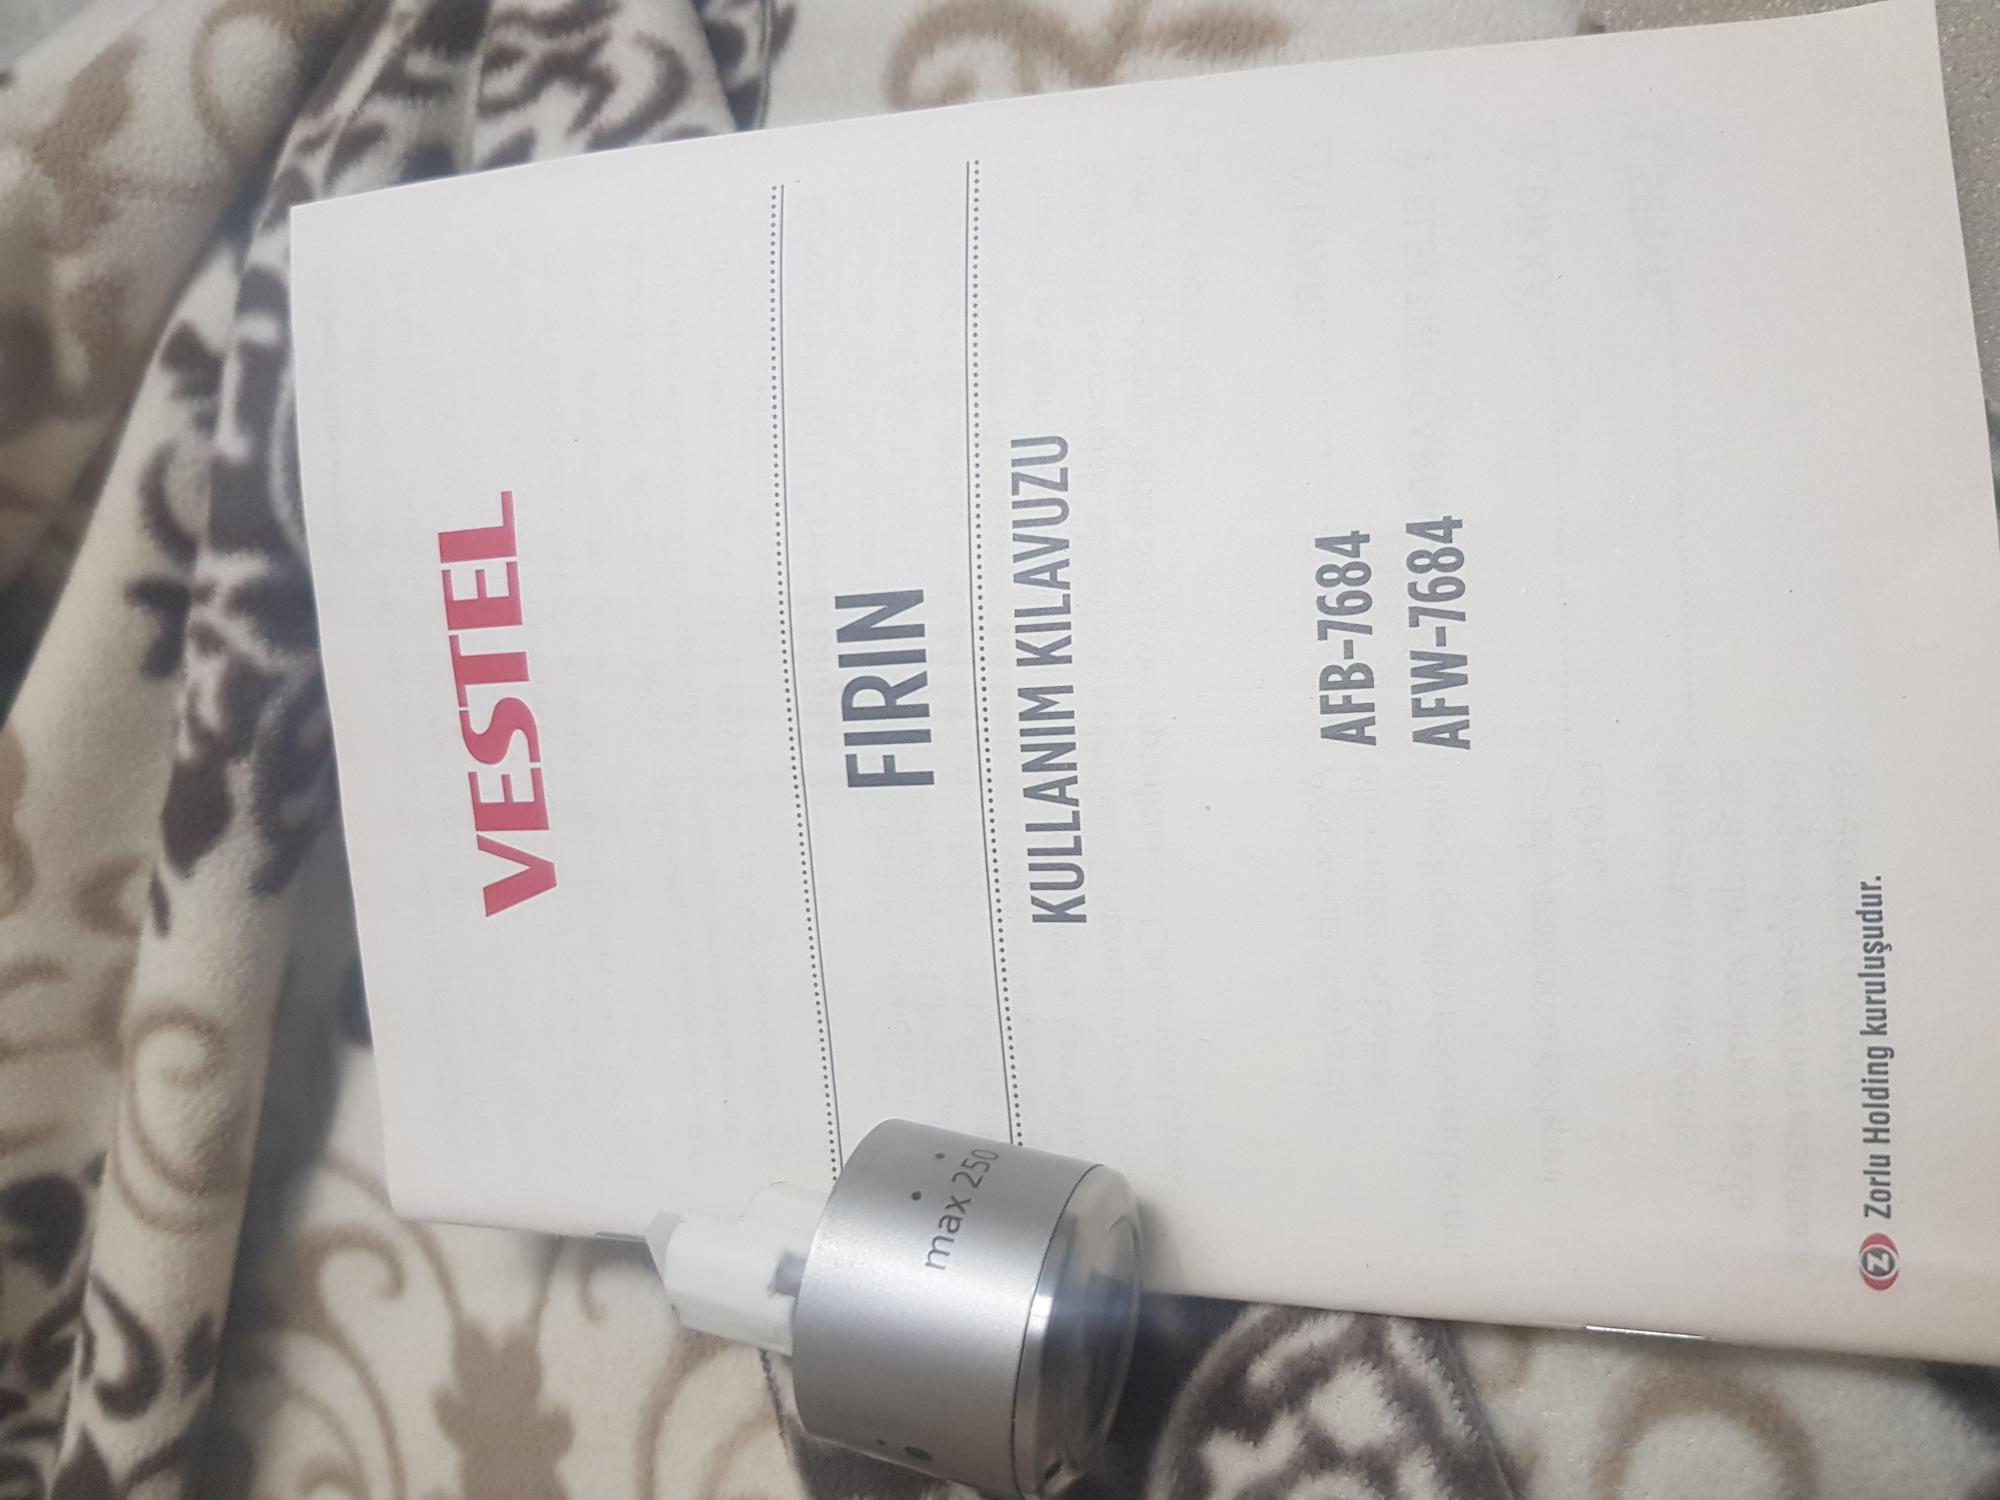 VESTEL
FIRIN
KULLANIM KILAVUZU
AFB-7684
AFW-7684
Z Zorlu Holding kuruluşudur.
max 250